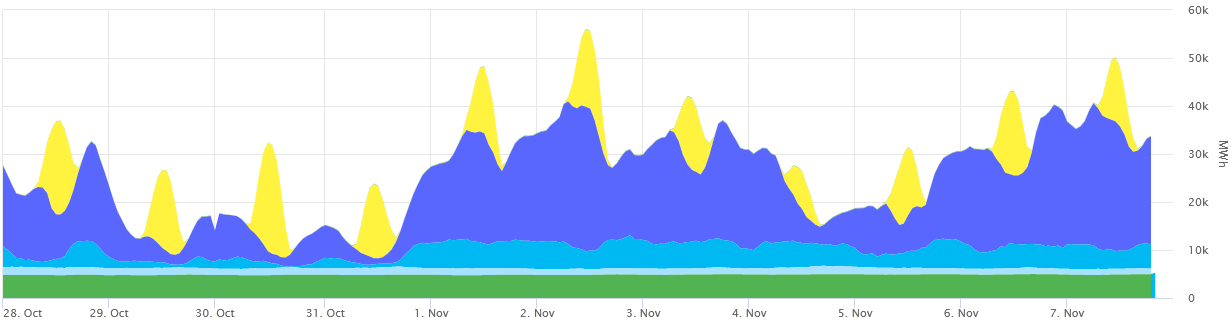 60k
50k
40k
30k
20k
10k
0
MWh
28. Oct 29. Oct 30. Oct 31. Oct 1. Nov 2. Nov 3. Nov 4. Nov 5. Nov 6. Nov 7. Nov